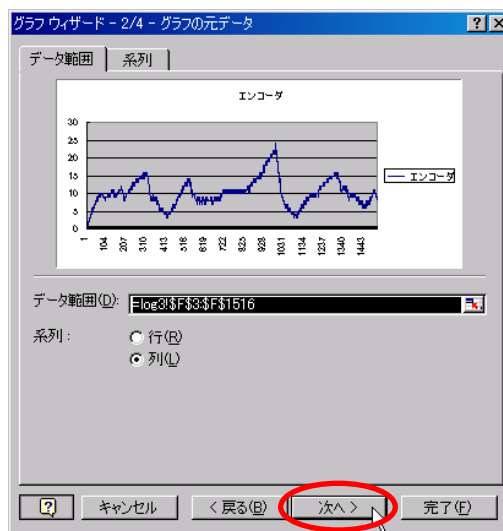 グラフ ウィザード - 2/4 - グラフの元データ
データ範囲
系列
エンコーダ
30
25
20
15
10
5
0
エンコーダ
1 104 207 310 413 516 619 722 825 928 1031 1134 1237 1340 1443
データ範囲(D): =log3!$F$3:$F$1516
系列: 行(R)
列(L)
キャンセル < 戻る(B) 次へ > 完了(F)